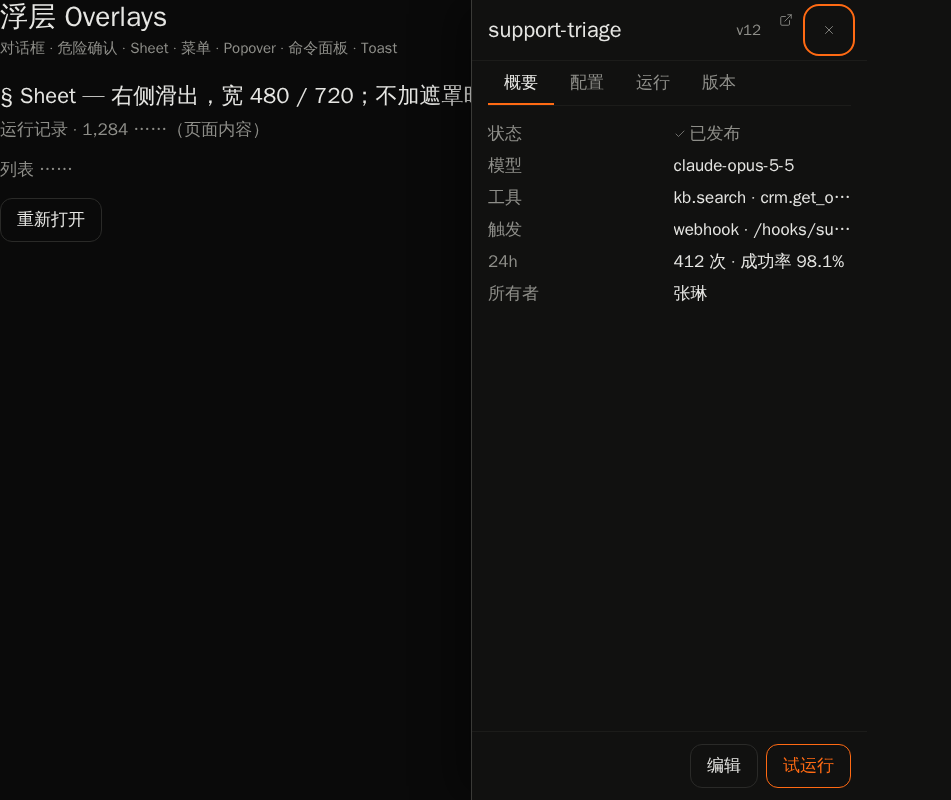 浮层 Overlays
对话框 · 危险确认 · Sheet · 菜单 · Popover · 命令面板 · Toast
§ Sheet — 右侧滑出，宽 480 / 720；不加遮罩
运行记录 · 1,284 ……（页面内容）
列表 ……
重新打开
support-triage
v12
概要 配置 运行 版本
状态 ✓ 已发布
模型 claude-opus-5-5
工具 kb.search · crm.get_o…
触发 webhook · /hooks/su…
24h 412 次 · 成功率 98.1%
所有者 张琳
编辑 试运行